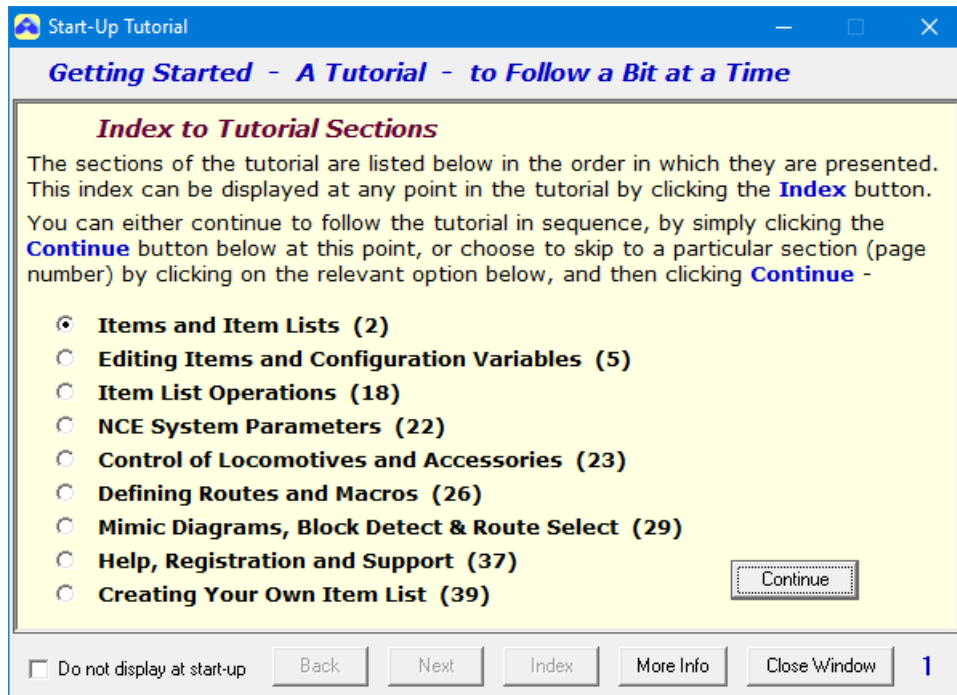 Start-Up Tutorial
Getting Started - A Tutorial - to Follow a Bit at a Time
Index to Tutorial Sections
The sections of the tutorial are listed below in the order in which they are presented.
This index can be displayed at any point in the tutorial by clicking the Index button.
You can either continue to follow the tutorial in sequence, by simply clicking the
Continue button below at this point, or choose to skip to a particular section (page
number) by clicking on the relevant option below, and then clicking Continue -
Items and Item Lists (2)
Editing Items and Configuration Variables (5)
Item List Operations (18)
NCE System Parameters (22)
Control of Locomotives and Accessories (23)
Defining Routes and Macros (26)
Mimic Diagrams, Block Detect & Route Select (29)
Help, Registration and Support (37)
Creating Your Own Item List (39)
Continue
Do not display at start-up Back Next Index More Info Close Window 1